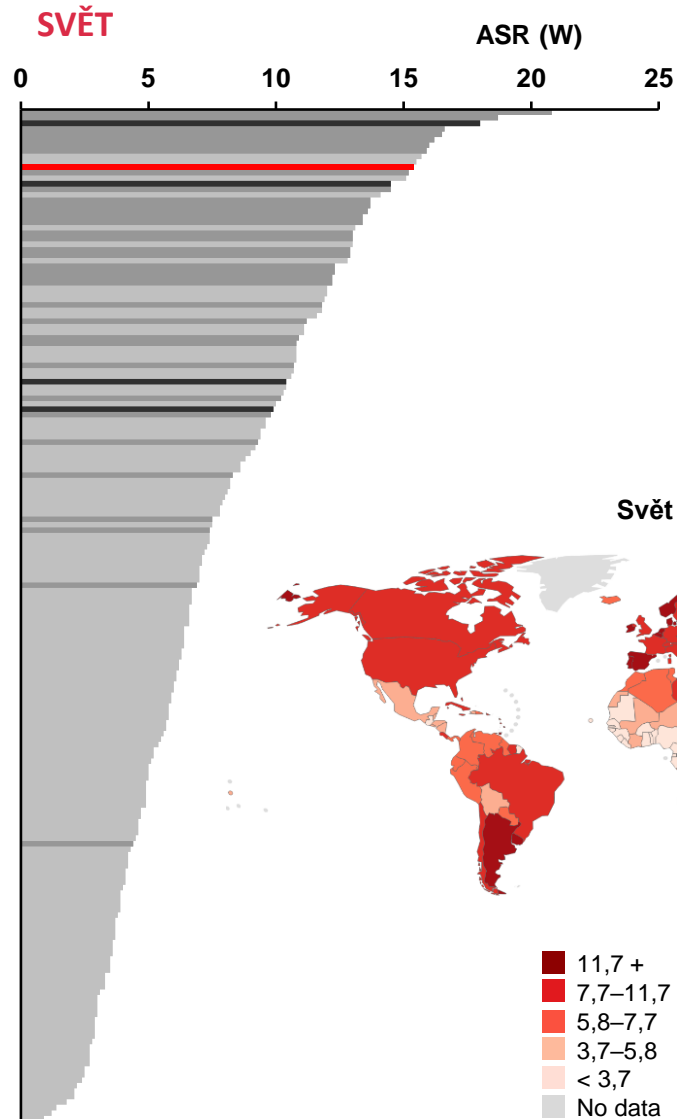 SVĚT
ASR (W)
0 5 10 15 20 25
Svět
11,7 +
7,7–11,7
5,8–7,7
3,7–5,8
< 3,7
No data